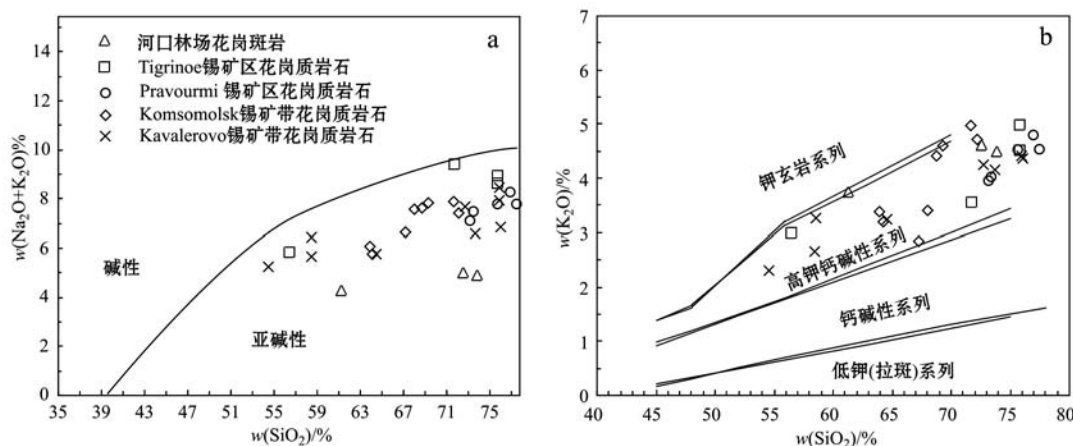 14
12
10
8
6
4
2
0
w(Na₂O+K₂O)%
a
河口林场花岗斑岩
Tigrinoe锡矿区花岗质岩石
Pravourmi 锡矿区花岗质岩石
Komsomolsk锡矿带花岗质岩石
Kavalerovo锡矿带花岗质岩石
碱性
亚碱性
35 39 43 47 51 55 59 63 67 71 75
w(SiO₂)/%
7
6
5
4
3
2
1
0
w(K₂O)/%
b
钾玄岩系列
高钾钙碱性系列
钙碱性系列
低钾(拉斑)系列
40 45 50 55 60 65 70 75 80
w(SiO₂)/%